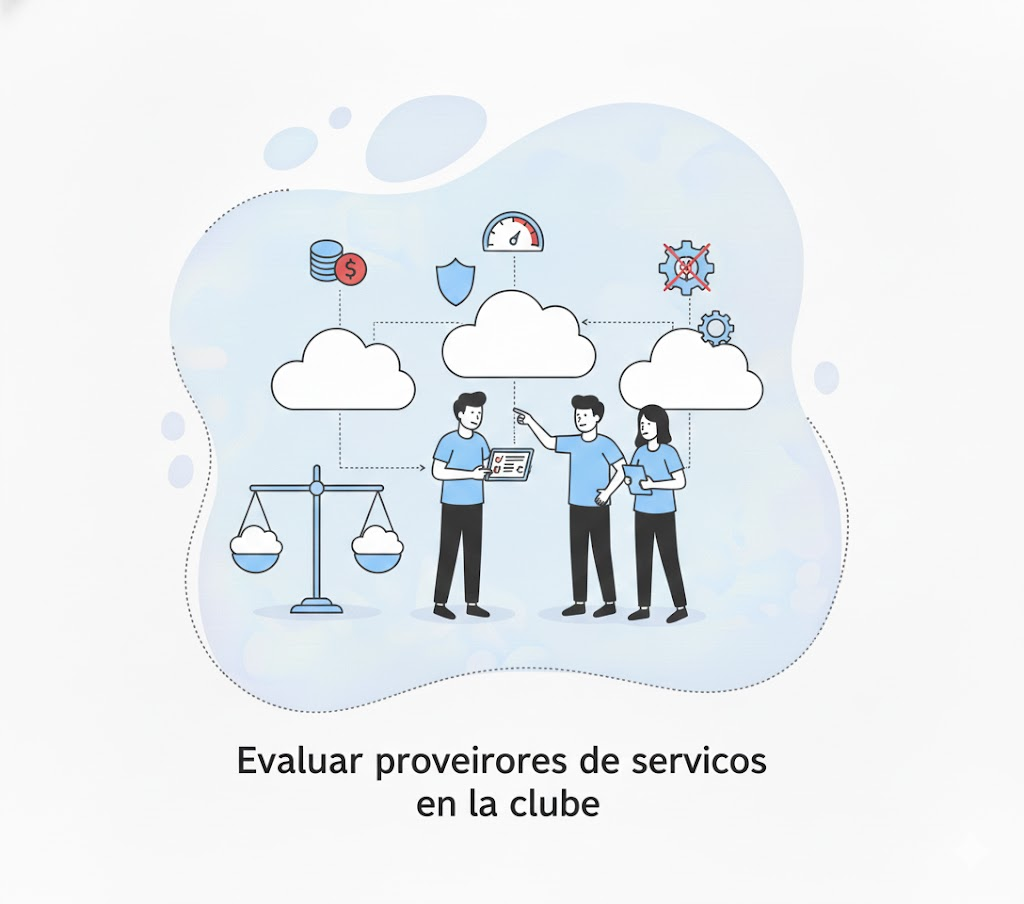 $
Evaluar proveirores de servicos
en la clube